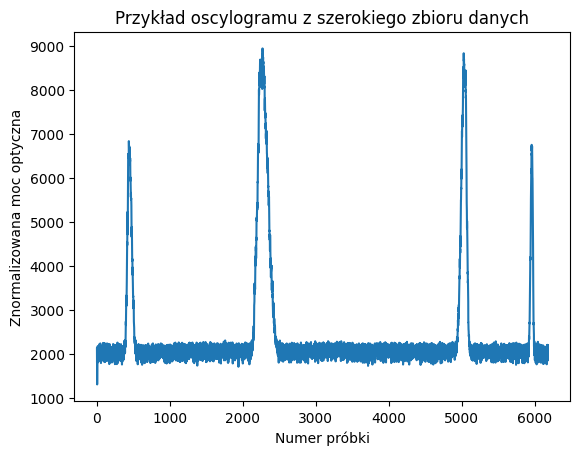 Przykład oscylogramu z szerokiego zbioru danych
Znormalizowana moc optyczna
9000
8000
7000
6000
5000
4000
3000
2000
1000
0 1000 2000 3000 4000 5000 6000
Numer próbki